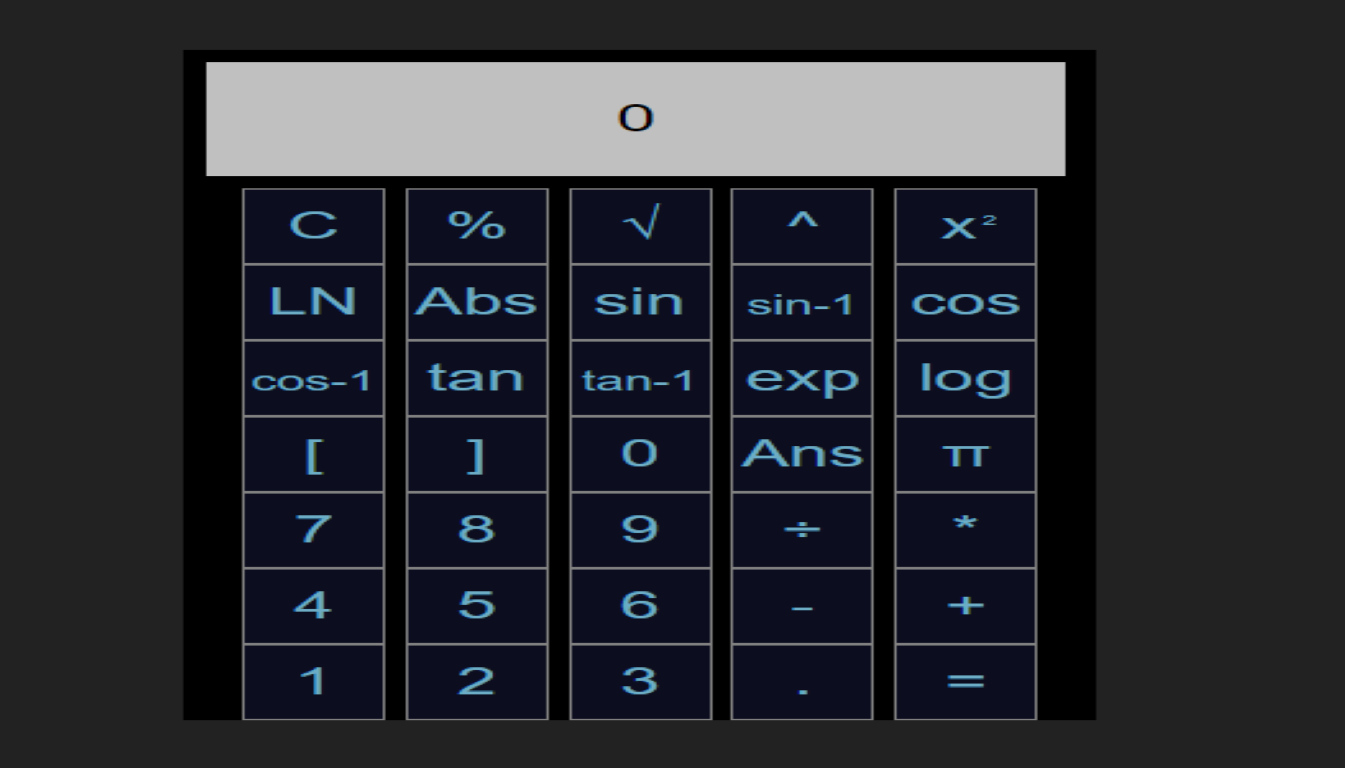 0
C % √ ^ x²
LN Abs sin sin-1 cos
cos-1 tan tan-1 exp log
[ ] 0 Ans π
7 8 9 ÷ *
4 5 6 - +
1 2 3 . =